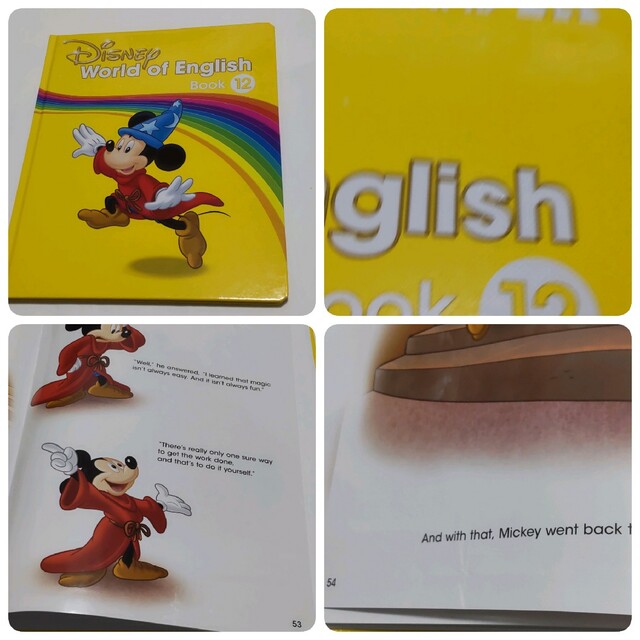 Disney
World of English
Book 12
glish
ook 12
"Well," he answered, "I learned that magic
isn't always easy. And it isn't always fun."
"There's really only one sure way
to get the work done,
and that's to do it yourself."
53
And with that, Mickey went back t
54